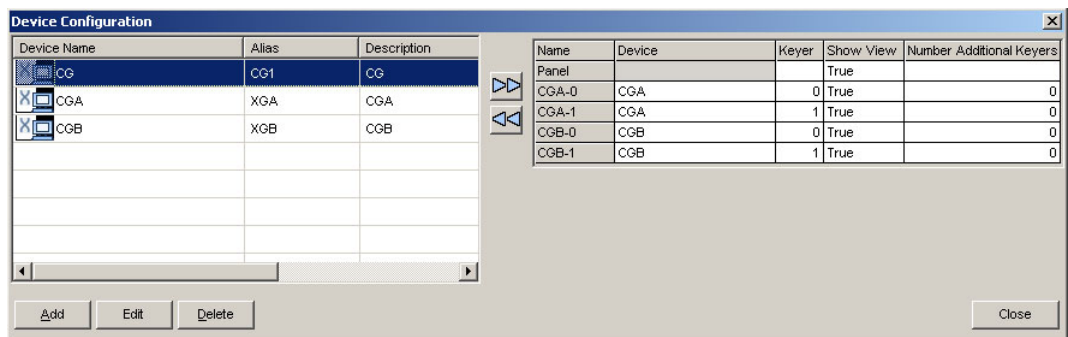 Device Configuration
Device Name Alias Description
CG CG1 CG
CGA XGA CGA
CGB XGB CGB
Name Device Keyer Show View Number Additional Keyers
Panel True
CGA-0 CGA 0 True 0
CGA-1 CGA 1 True 0
CGB-0 CGB 0 True 0
CGB-1 CGB 1 True 0
Add Edit Delete Close